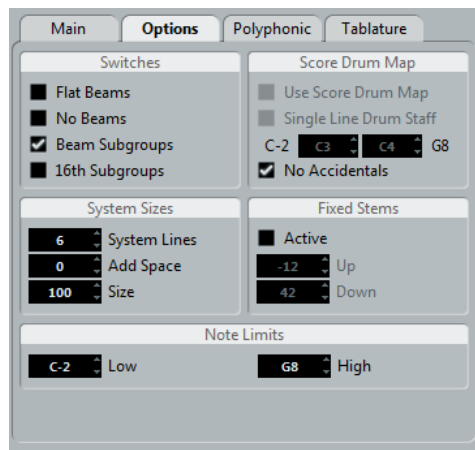 Main Options Polyphonic Tablature
Switches
Flat Beams
No Beams
Beam Subgroups
16th Subgroups
Score Drum Map
Use Score Drum Map
Single Line Drum Staff
C-2 C3 C4 G8
No Accidentals
System Sizes
6 System Lines
0 Add Space
100 Size
Fixed Stems
Active
-12 Up
42 Down
Note Limits
C-2 Low G8 High